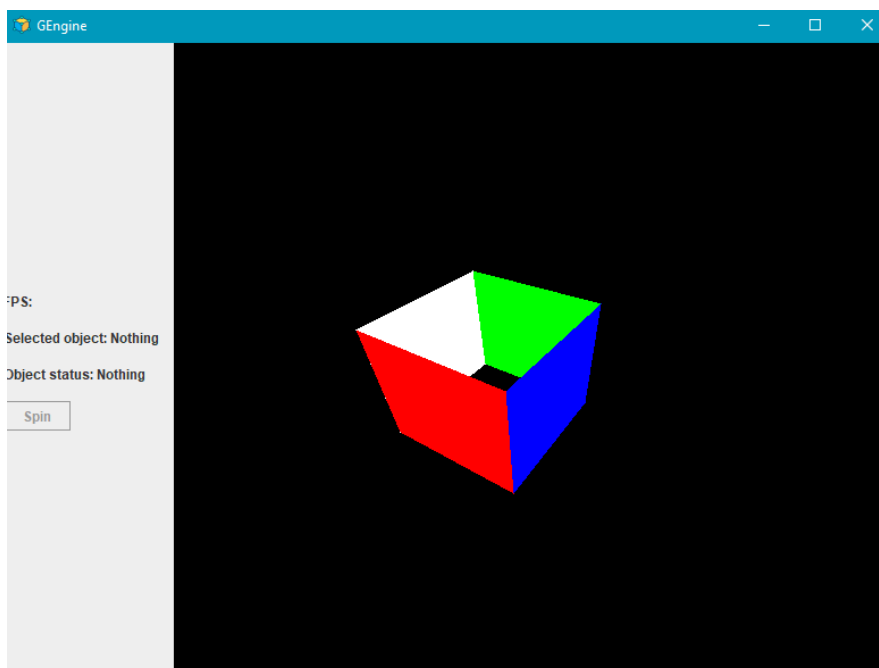 GEngine
FPS:
Selected object: Nothing
Object status: Nothing
Spin